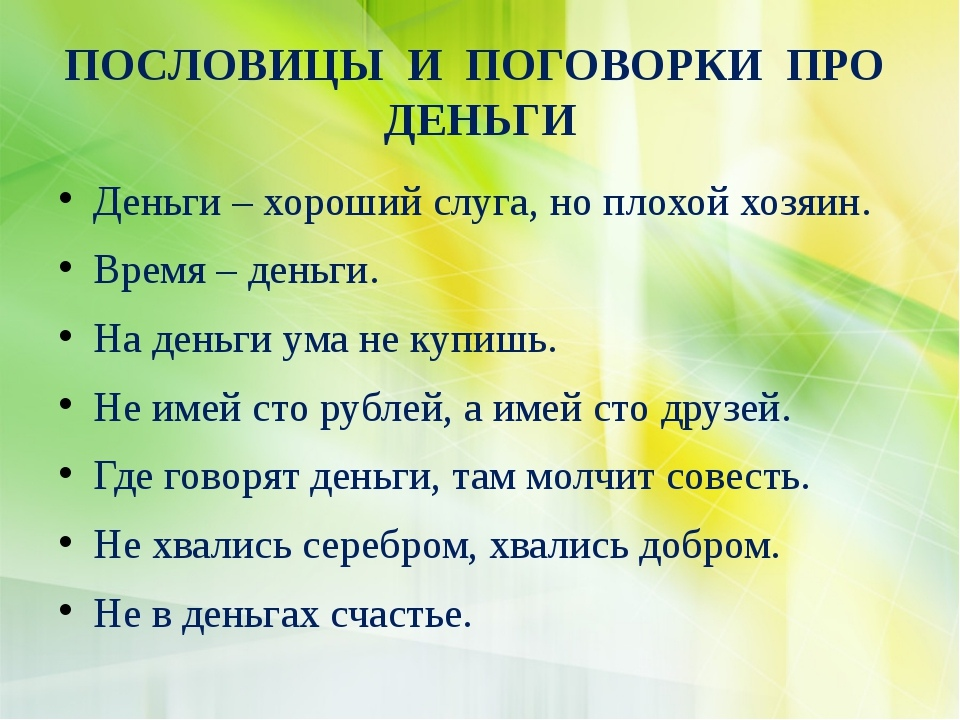 ПОСЛОВИЦЫ И ПОГОВОРКИ ПРО
ДЕНЬГИ
• Деньги – хороший слуга, но плохой хозяин.
• Время – деньги.
• На деньги ума не купишь.
• Не имей сто рублей, а имей сто друзей.
• Где говорят деньги, там молчит совесть.
• Не хвались серебром, хвались добром.
• Не в деньгах счастье.